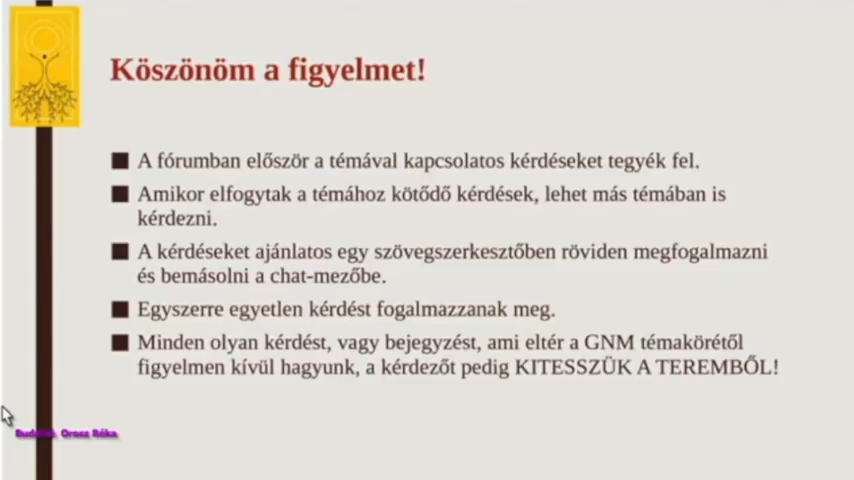 Köszönöm a figyelmet!
A fórumban először a témával kapcsolatos kérdéseket tegyék fel.
Amikor elfogytak a témához kötődő kérdések, lehet más témában is
kérdezni.
A kérdéseket ajánlatos egy szövegszerkesztőben röviden megfogalmazni
és bemásolni a chat-mezőbe.
Egyszerre egyetlen kérdést fogalmazzanak meg.
Minden olyan kérdést, vagy bejegyzést, ami eltér a GNM témakörétől
figyelmen kívül hagyunk, a kérdezőt pedig KITESSZÜK A TEREMBŐL!
Orosz Réka